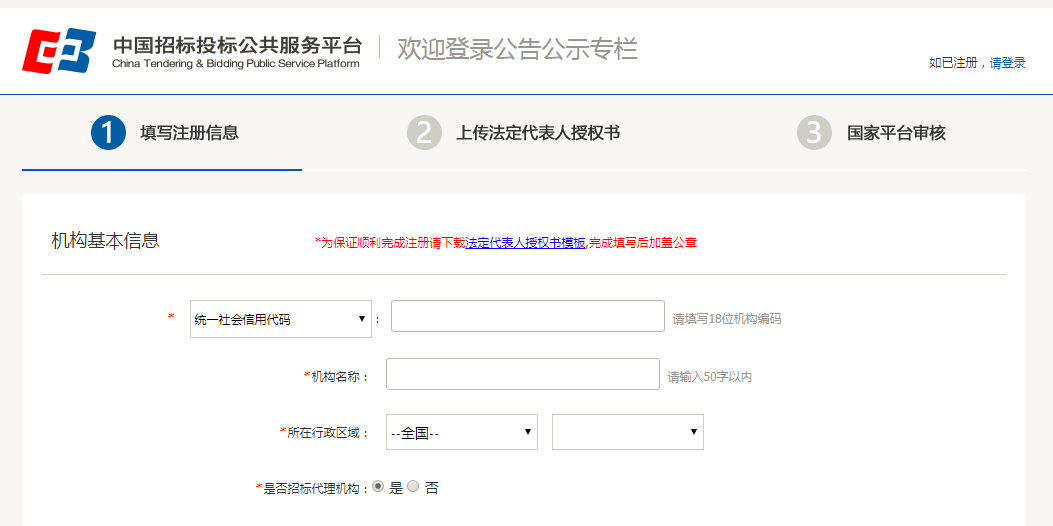 中国招标投标公共服务平台
China Tendering & Bidding Public Service Platform
欢迎登录公告公示专栏
如已注册，请登录
1 填写注册信息
2 上传法定代表人授权书
3 国家平台审核
机构基本信息
*为保证顺利完成注册请下载法定代表人授权书模板,完成填写后加盖公章
* 统一社会信用代码 ： 请填写18位机构编码
*机构名称： 请输入50字以内
*所在行政区域： --全国--
*是否招标代理机构： 是 否